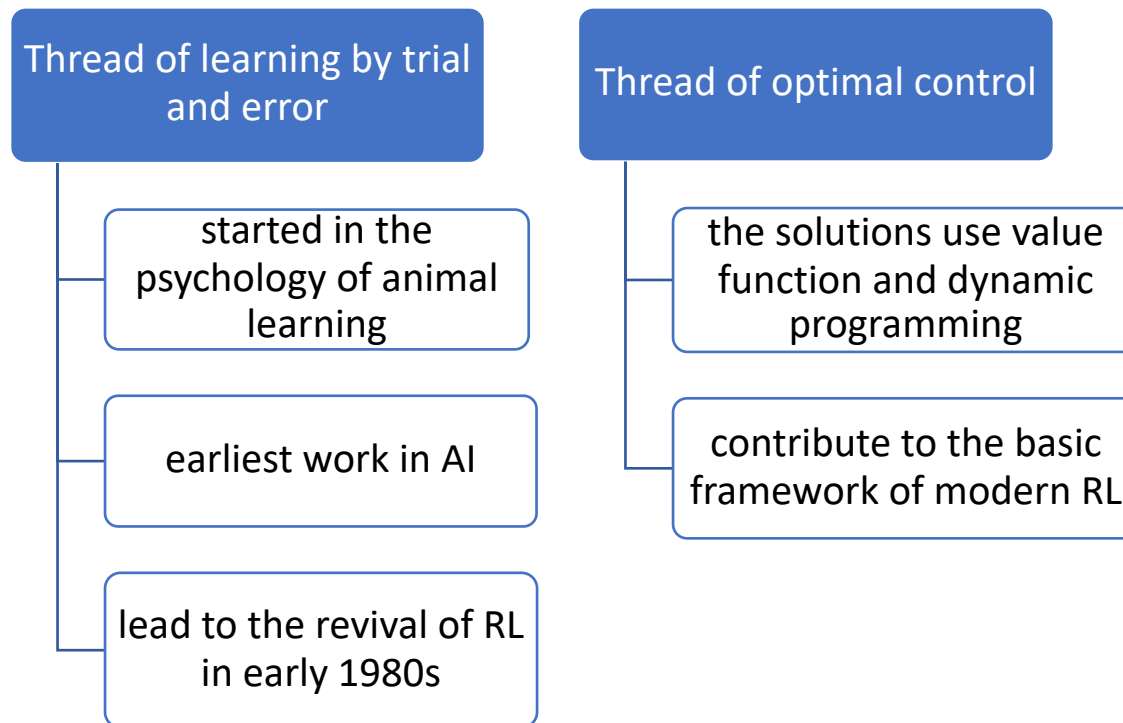 Thread of learning by trial
and error
started in the
psychology of animal
learning
earliest work in AI
lead to the revival of RL
in early 1980s
Thread of optimal control
the solutions use value
function and dynamic
programming
contribute to the basic
framework of modern RL